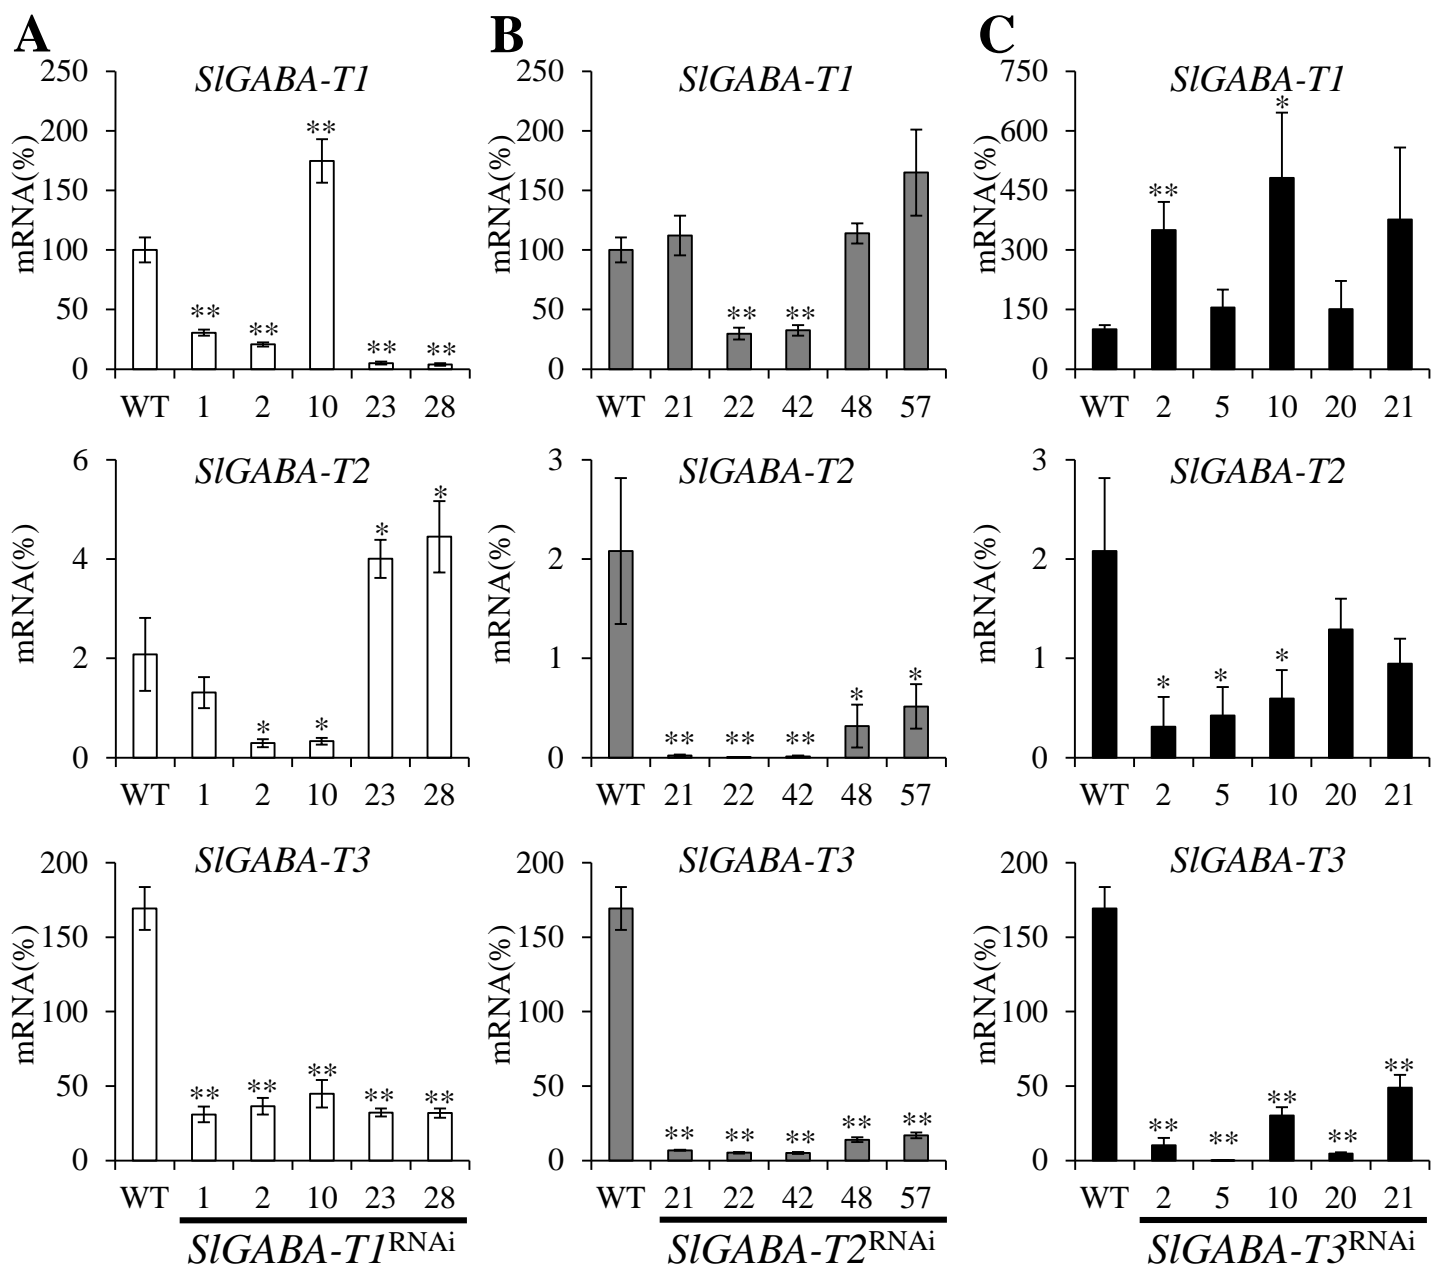 A
B
C
SlGABA-T1
mRNA(%)
250
200
150
100
50
0
**
**
**
**
**
WT 1 2 10 23 28
SlGABA-T1
mRNA(%)
250
200
150
100
50
0
**
**
WT 21 22 42 48 57
SlGABA-T1
mRNA(%)
750
600
450
300
150
0
**
*
WT 2 5 10 20 21
SlGABA-T2
mRNA(%)
6
4
2
0
*
*
*
*
WT 1 2 10 23 28
SlGABA-T2
mRNA(%)
3
2
1
0
**
**
**
*
*
WT 21 22 42 48 57
SlGABA-T2
mRNA(%)
3
2
1
0
*
*
*
WT 2 5 10 20 21
SlGABA-T3
mRNA(%)
200
150
100
50
0
**
**
**
**
**
WT 1 2 10 23 28
SlGABA-T1RNAi
SlGABA-T3
mRNA(%)
200
150
100
50
0
**
**
**
**
**
WT 21 22 42 48 57
SlGABA-T2RNAi
SlGABA-T3
mRNA(%)
200
150
100
50
0
**
**
**
**
**
WT 2 5 10 20 21
SlGABA-T3RNAi